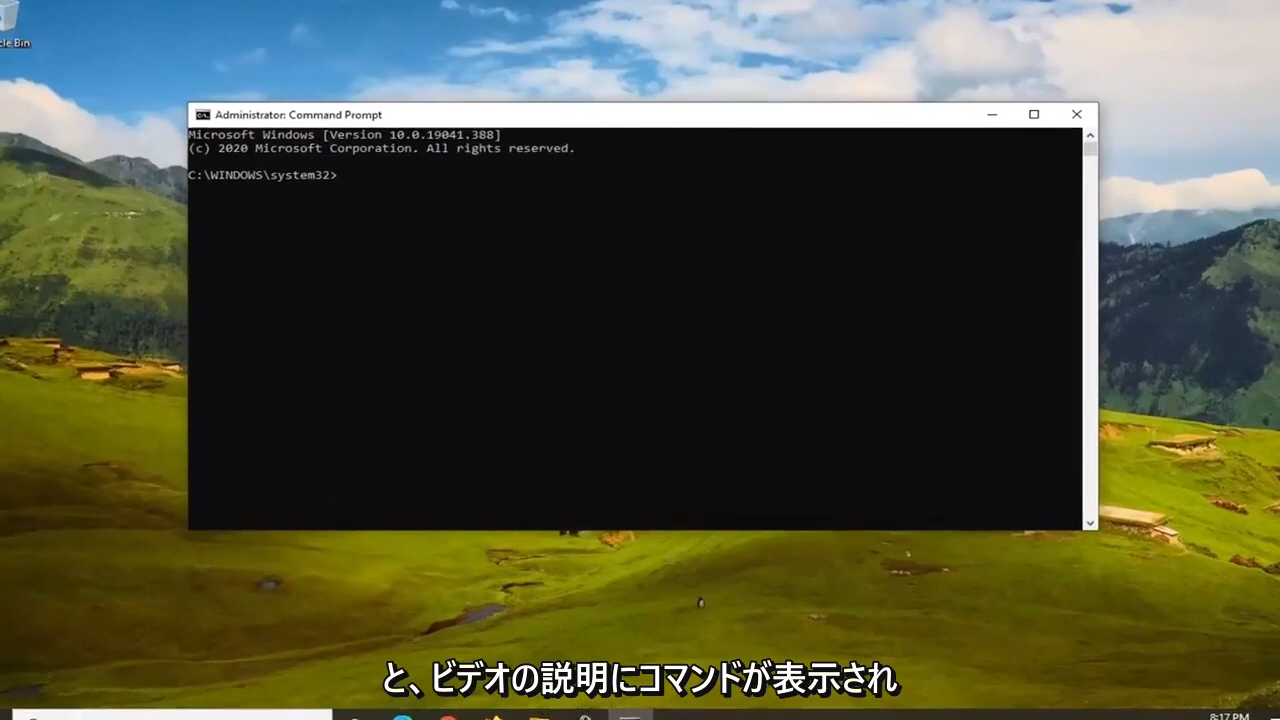 cle Bin
Administrator: Command Prompt
Microsoft Windows [Version 10.0.19041.388]
(c) 2020 Microsoft Corporation. All rights reserved.
C:\WINDOWS\system32>
と、ビデオの説明にコマンドが表示され
8:17 PM